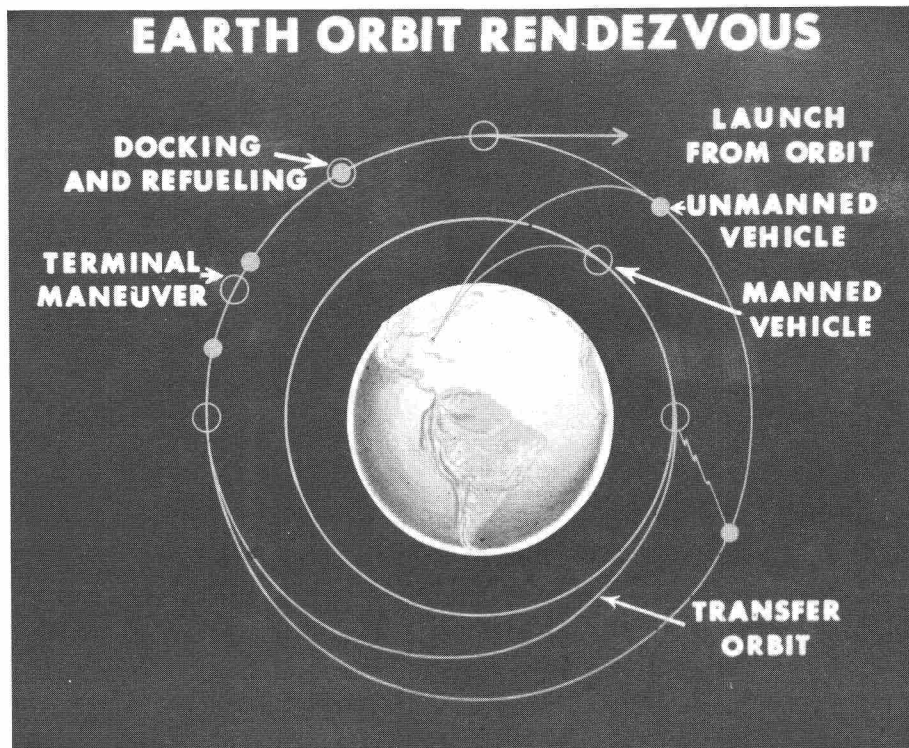 EARTH ORBIT RENDEZVOUS
DOCKING
AND REFUELING
LAUNCH
FROM ORBIT
UNMANNED
VEHICLE
TERMINAL
MANEUVER
MANNED
VEHICLE
TRANSFER
ORBIT